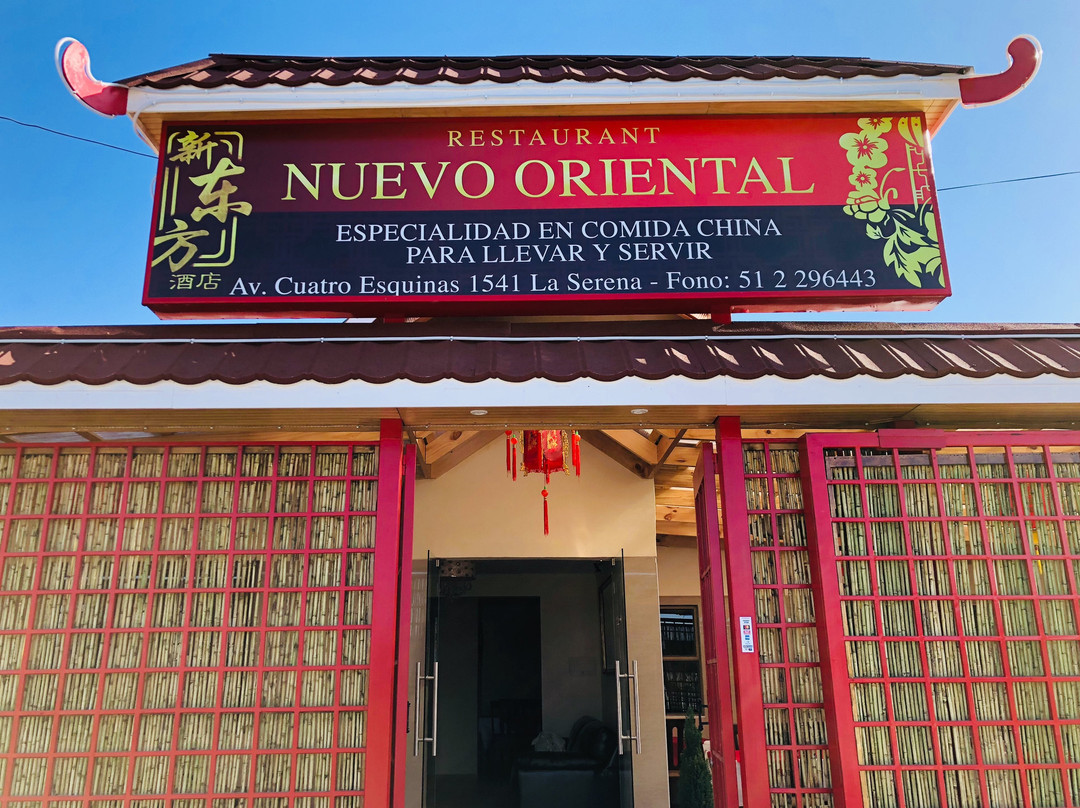 新东方
酒店
RESTAURANT
NUEVO ORIENTAL
ESPECIALIDAD EN COMIDA CHINA
PARA LLEVAR Y SERVIR
Av. Cuatro Esquinas 1541 La Serena - Fono: 51 2 296443